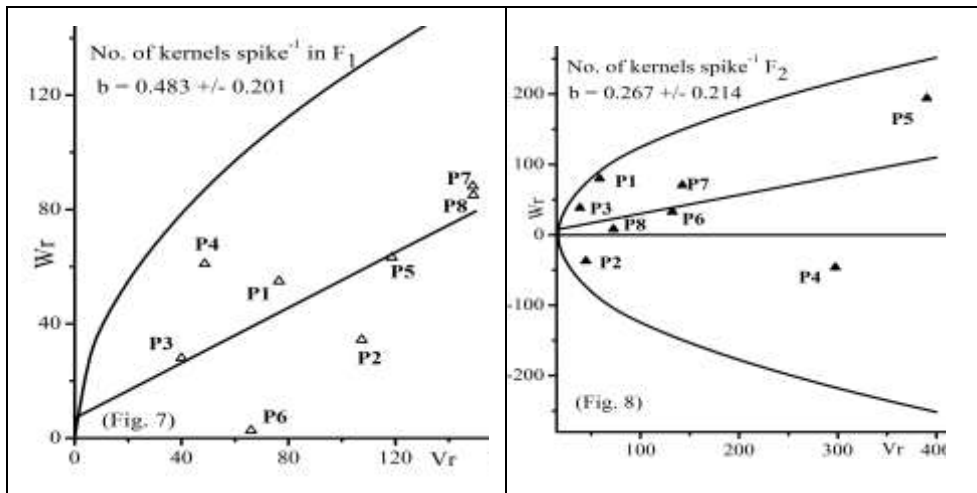 No. of kernels spike⁻¹ in F₁
b = 0.483 +/- 0.201
120
80
40
0
Wr
P7
P8
P4
P5
P1
P3
P2
P6
(Fig. 7)
0
40
80
120
Vr
No. of kernels spike⁻¹ F₂
b = 0.267 +/- 0.214
200
100
0
-100
-200
Wr
P5
P1
P7
P3
P6
P8
P2
P4
(Fig. 8)
100
200
300
Vr
400